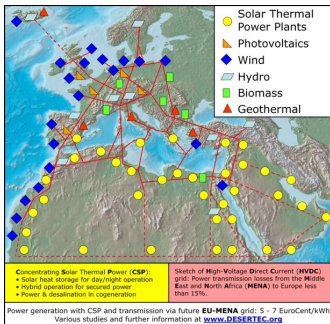 Solar Thermal
Power Plants
Photovoltaics
Wind
Hydro
Biomass
Geothermal
Concentrating Solar Thermal Power (CSP):
• Solar heat storage for day/night operation
• Hybrid operation for secured power
• Power & desalination in cogeneration
Sketch of High-Voltage Direct Current (HVDC)
grid: Power transmission losses from the Middle
East and North Africa (MENA) to Europe less
than 15%.
Power generation with CSP and transmission via future EU-MENA grid: 5 - 7 EuroCent/kWh
Various studies and further information at www.DESERTEC.org